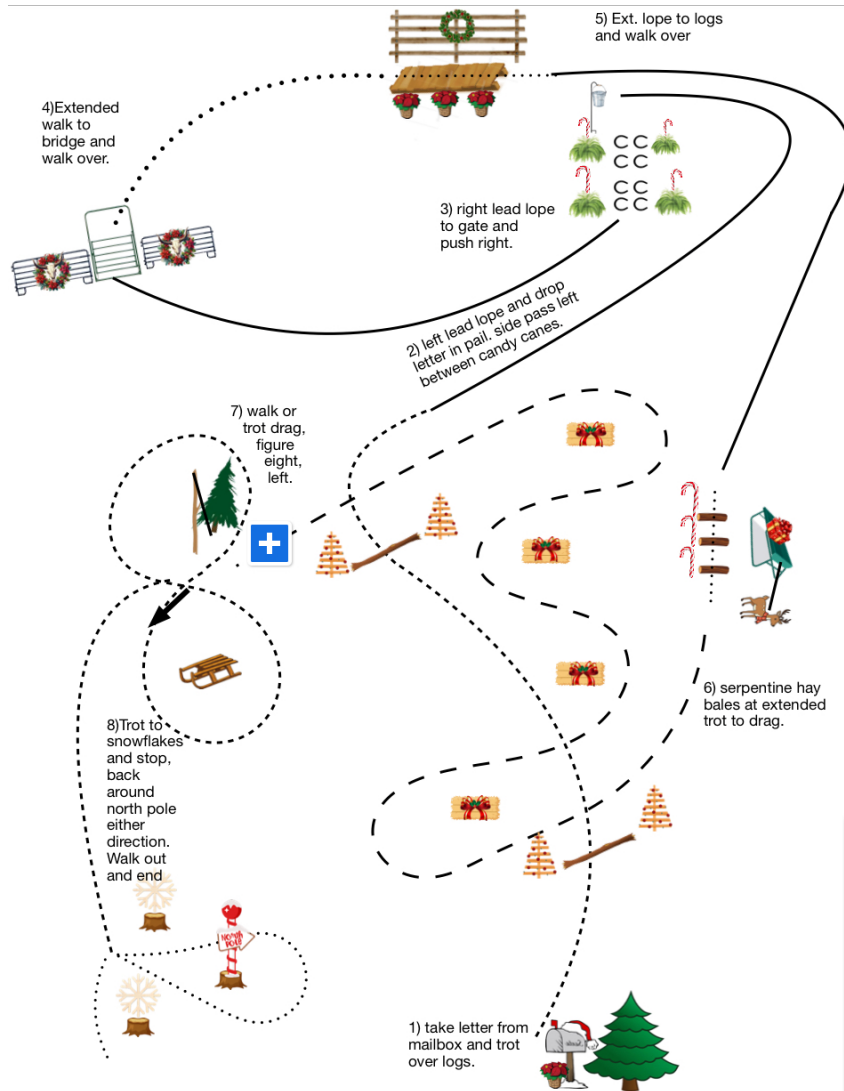 5) Ext. lope to logs
and walk over
4)Extended
walk to
bridge and
walk over.
3) right lead lope
to gate and
push right.
2) left lead lope and drop
letter in pail. side pass left
between candy canes.
7) walk or
trot drag,
figure
eight,
left.
6) serpentine hay
bales at extended
trot to drag.
8)Trot to
snowflakes
and stop,
back
around
north pole
either
direction.
Walk out
and end
NORTH
POLE
1) take letter from
mailbox and trot
over logs.